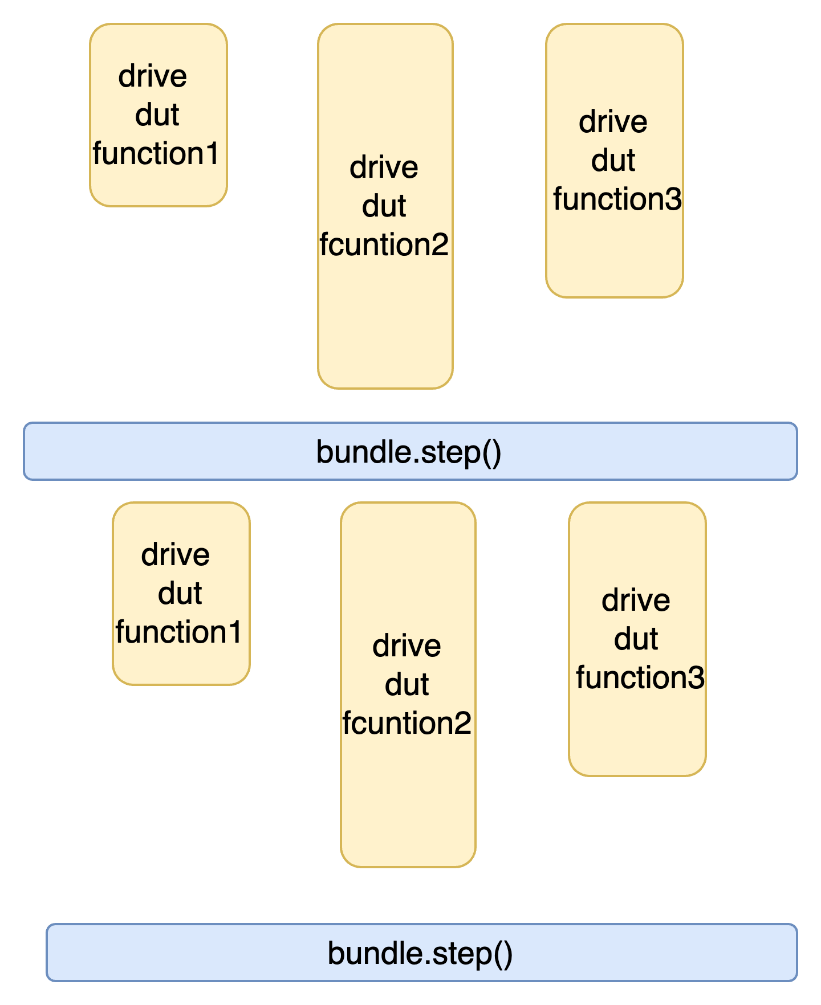 drive
dut
function1
drive
dut
fcuntion2
drive
dut
function3
bundle.step()
drive
dut
function1
drive
dut
fcuntion2
drive
dut
function3
bundle.step()